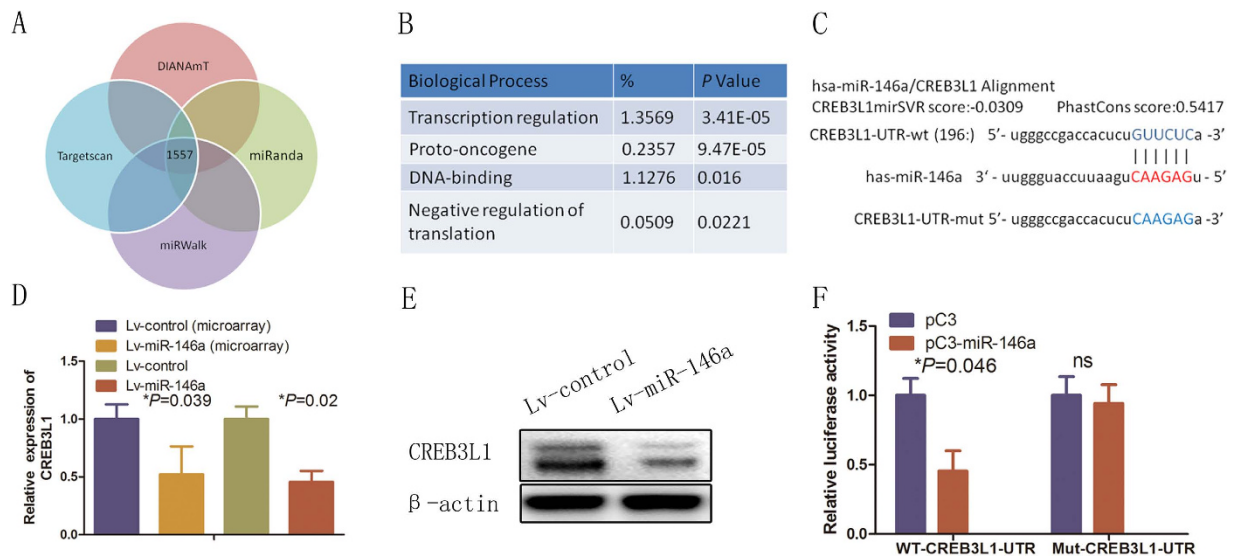 A
DIANAmT
Targetscan
1557
miRanda
miRWalk
B
Biological Process % P Value
Transcription regulation 1.3569 3.41E-05
Proto-oncogene 0.2357 9.47E-05
DNA-binding 1.1276 0.016
Negative regulation of
translation 0.0509 0.0221
C
hsa-miR-146a/CREB3L1 Alignment
CREB3L1mirSVR score:-0.0309 PhastCons score:0.5417
CREB3L1-UTR-wt (196:) 5'- ugggccgaccacucuGUUCUCa -3'
has-miR-146a 3' - uuggguaccuuaaguCAAGAGu - 5'
CREB3L1-UTR-mut 5'- ugggccgaccacucuCAAGAGa -3'
D
Lv-control (microarray)
Lv-miR-146a (microarray)
Lv-control
Lv-miR-146a
Relative expression of
CREB3L1
1.5
1.0
0.5
0.0
*P=0.039
*P=0.02
E
Lv-control
Lv-miR-146a
CREB3L1
β-actin
F
pC3
pC3-miR-146a
Relative luciferase activity
1.5
1.0
0.5
0.0
*P=0.046
ns
WT-CREB3L1-UTR
Mut-CREB3L1-UTR